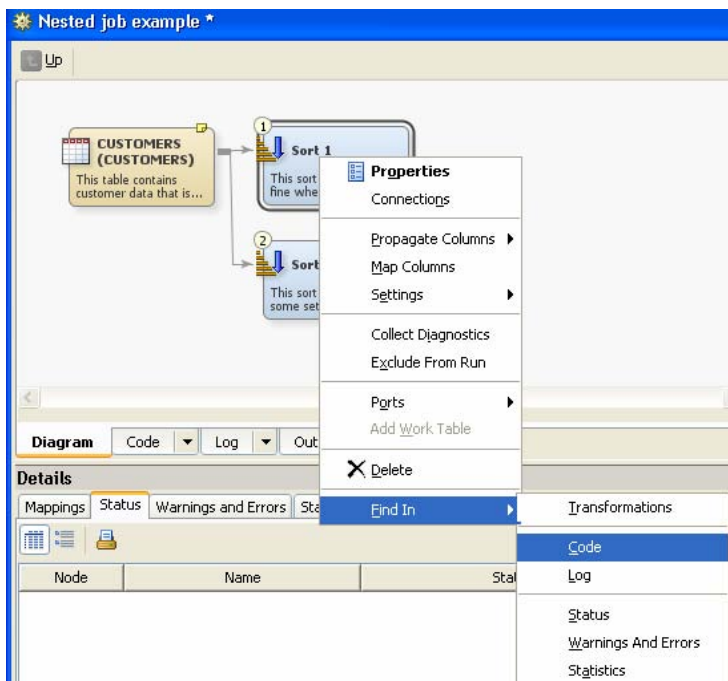 Nested job example *
Up
1
CUSTOMERS
(CUSTOMERS)
This table contains
customer data that is...
Sort 1
This sort
fine whe
2
Sort
This sort
some set
Properties
Connections
Propagate Columns
Map Columns
Settings
Collect Diagnostics
Exclude From Run
Ports
Add Work Table
Delete
Find In
Transformations
Code
Log
Status
Warnings And Errors
Statistics
Diagram
Code
Log
Out
Details
Mappings
Status
Warnings and Errors
Sta
Node
Name
Stat